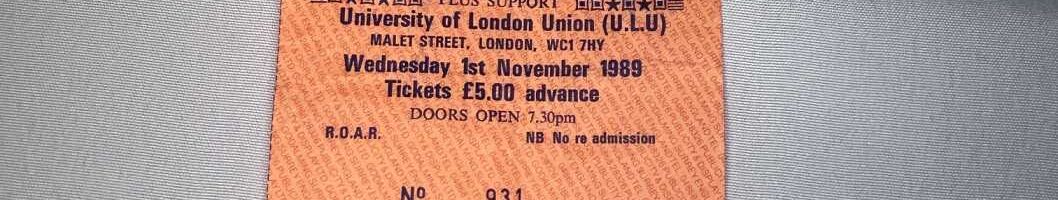 PLUS SUPPORT
University of London Union (U.L.U)
MALET STREET, LONDON, WC1 7HY
Wednesday 1st November 1989
Tickets £5.00 advance
DOORS OPEN 7.30pm
R.O.A.R. NB No re admission
Nº 931